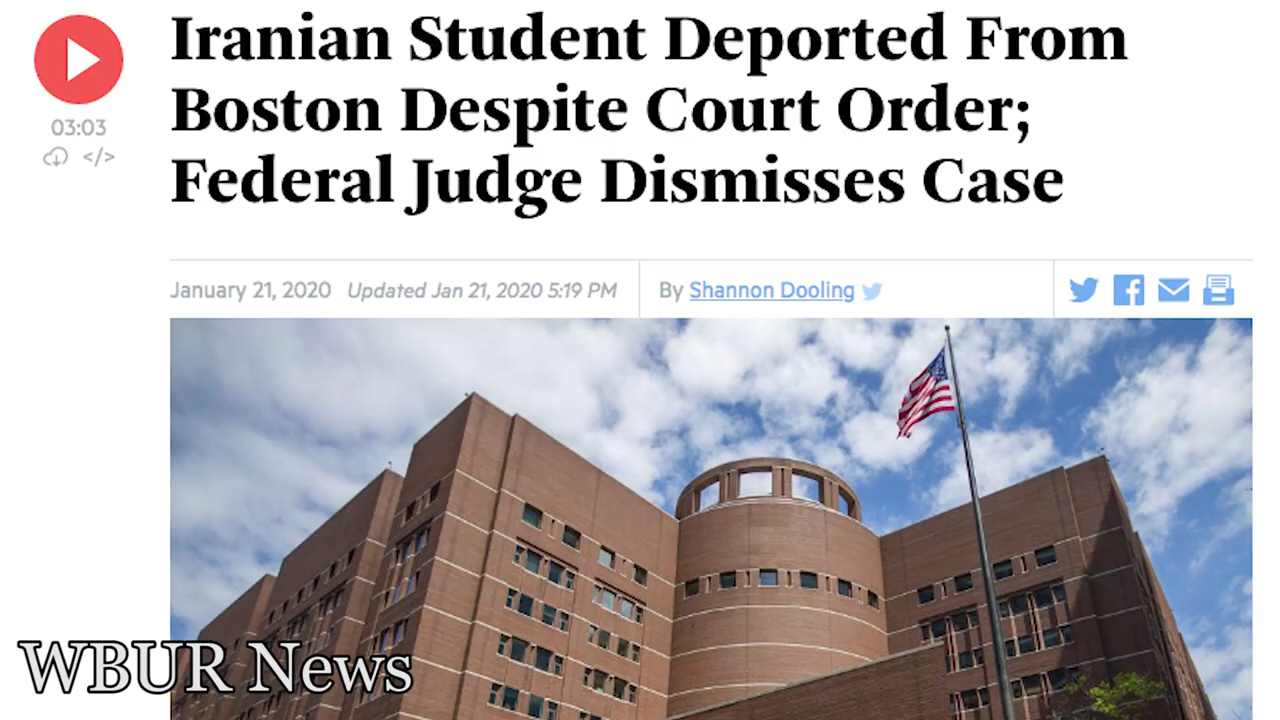 Iranian Student Deported From
Boston Despite Court Order;
Federal Judge Dismisses Case
03:03
</>
January 21, 2020 Updated Jan 21, 2020 5:19 PM By Shannon Dooling
WBUR News